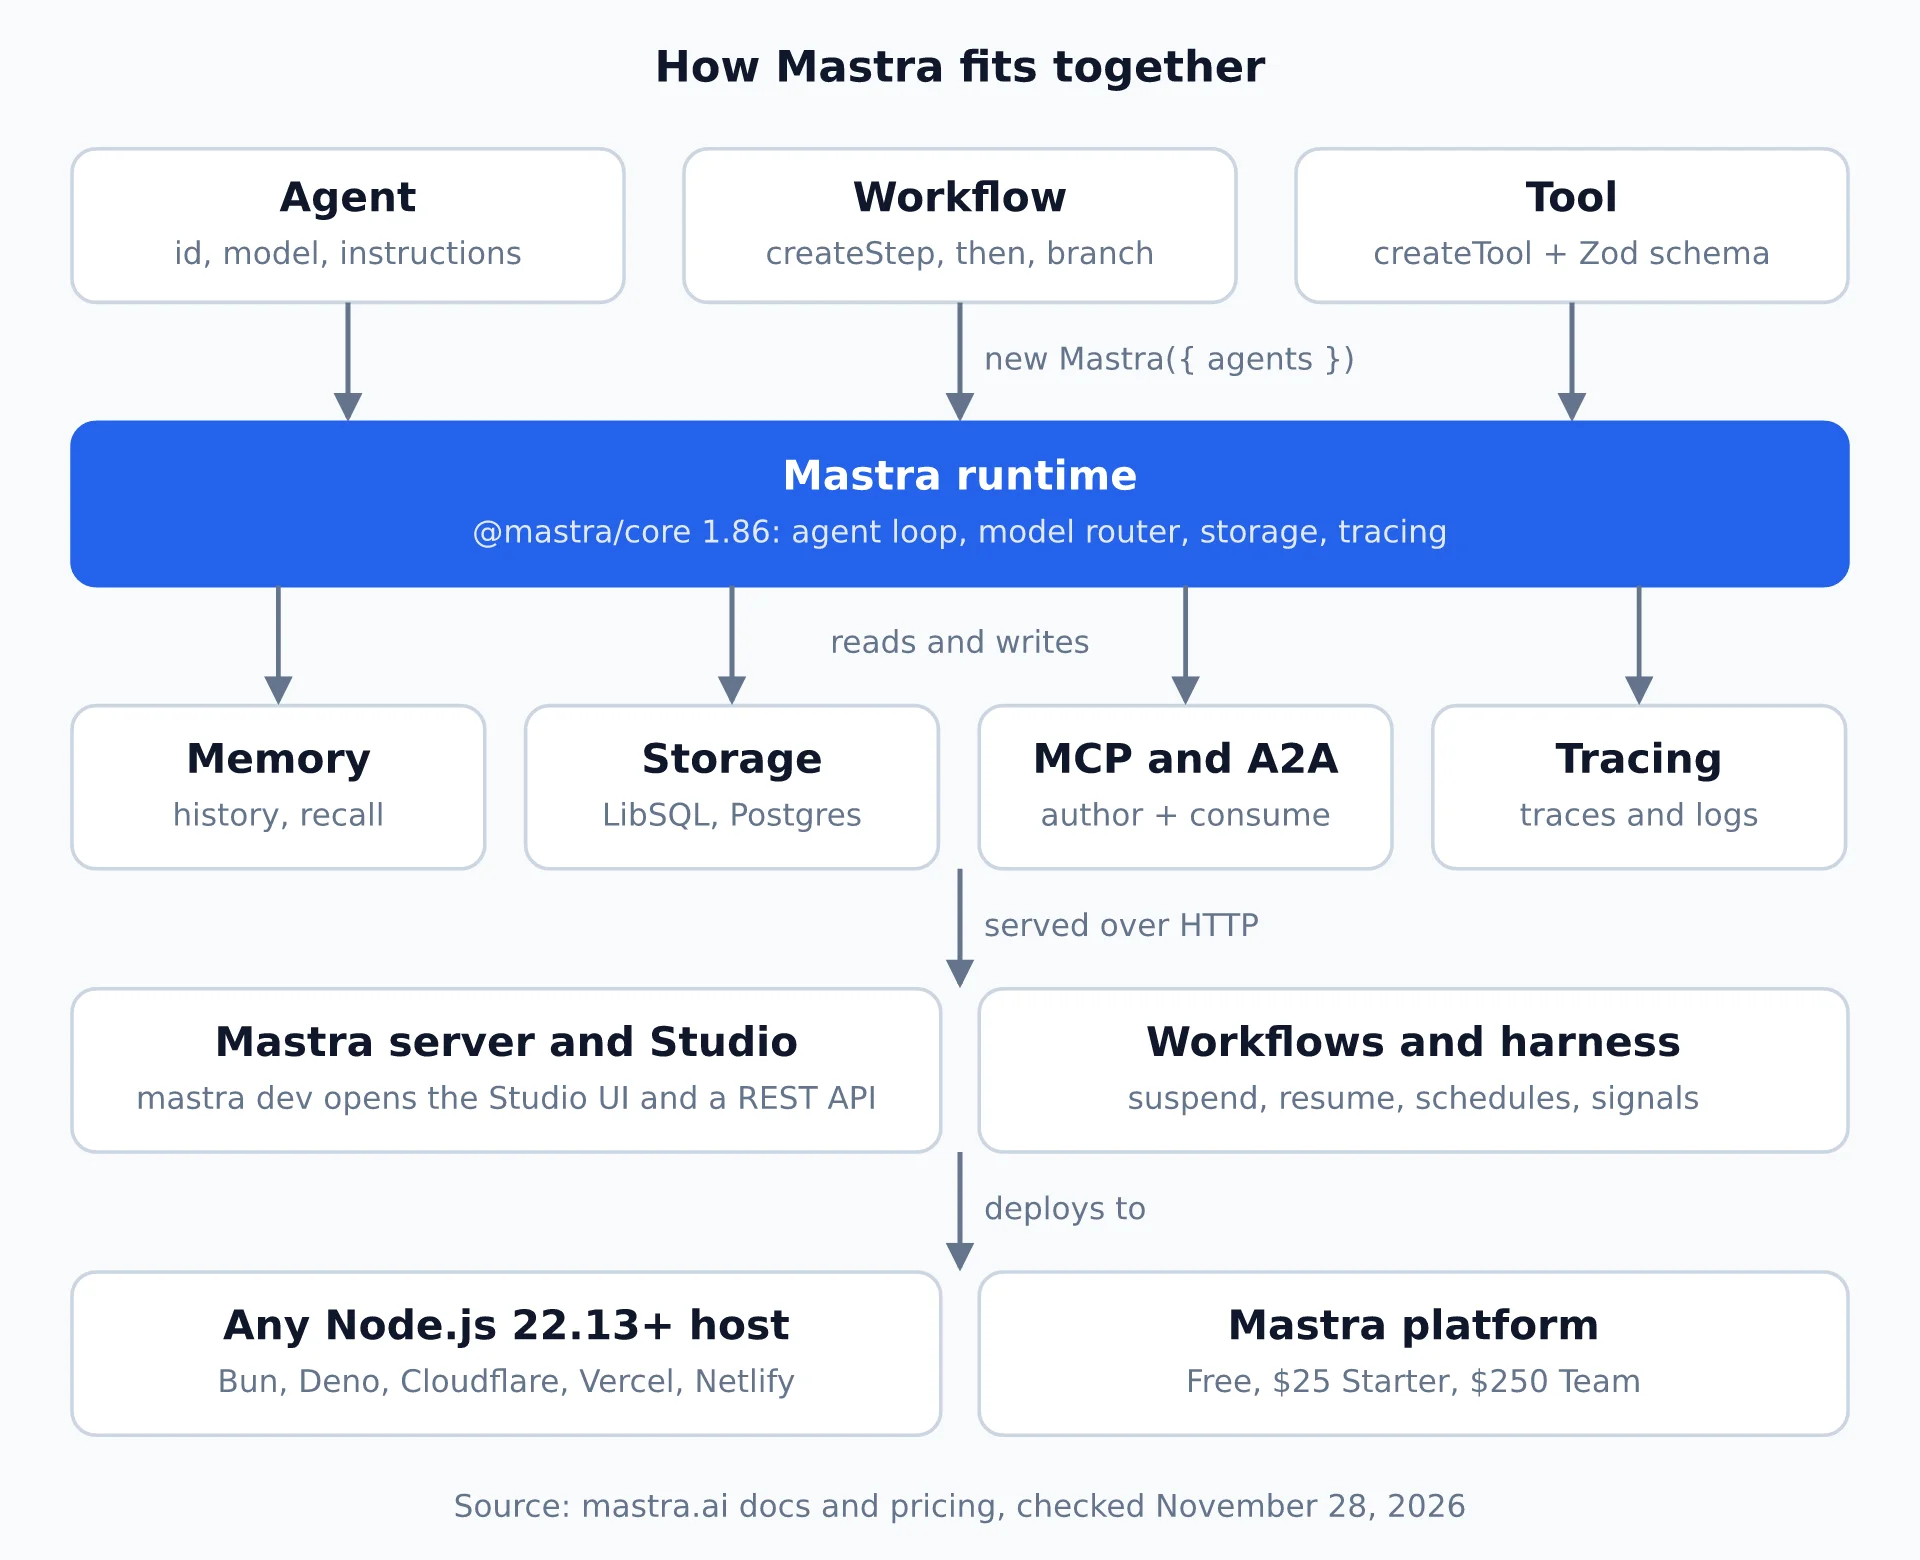 How Mastra fits together
Agent
id, model, instructions
Workflow
createStep, then, branch
Tool
createTool + Zod schema
new Mastra({ agents })
Mastra runtime
@mastra/core 1.86: agent loop, model router, storage, tracing
reads and writes
Memory
history, recall
Storage
LibSQL, Postgres
MCP and A2A
author + consume
Tracing
traces and logs
served over HTTP
Mastra server and Studio
mastra dev opens the Studio UI and a REST API
Workflows and harness
suspend, resume, schedules, signals
deploys to
Any Node.js 22.13+ host
Bun, Deno, Cloudflare, Vercel, Netlify
Mastra platform
Free, $25 Starter, $250 Team
Source: mastra.ai docs and pricing, checked November 28, 2026